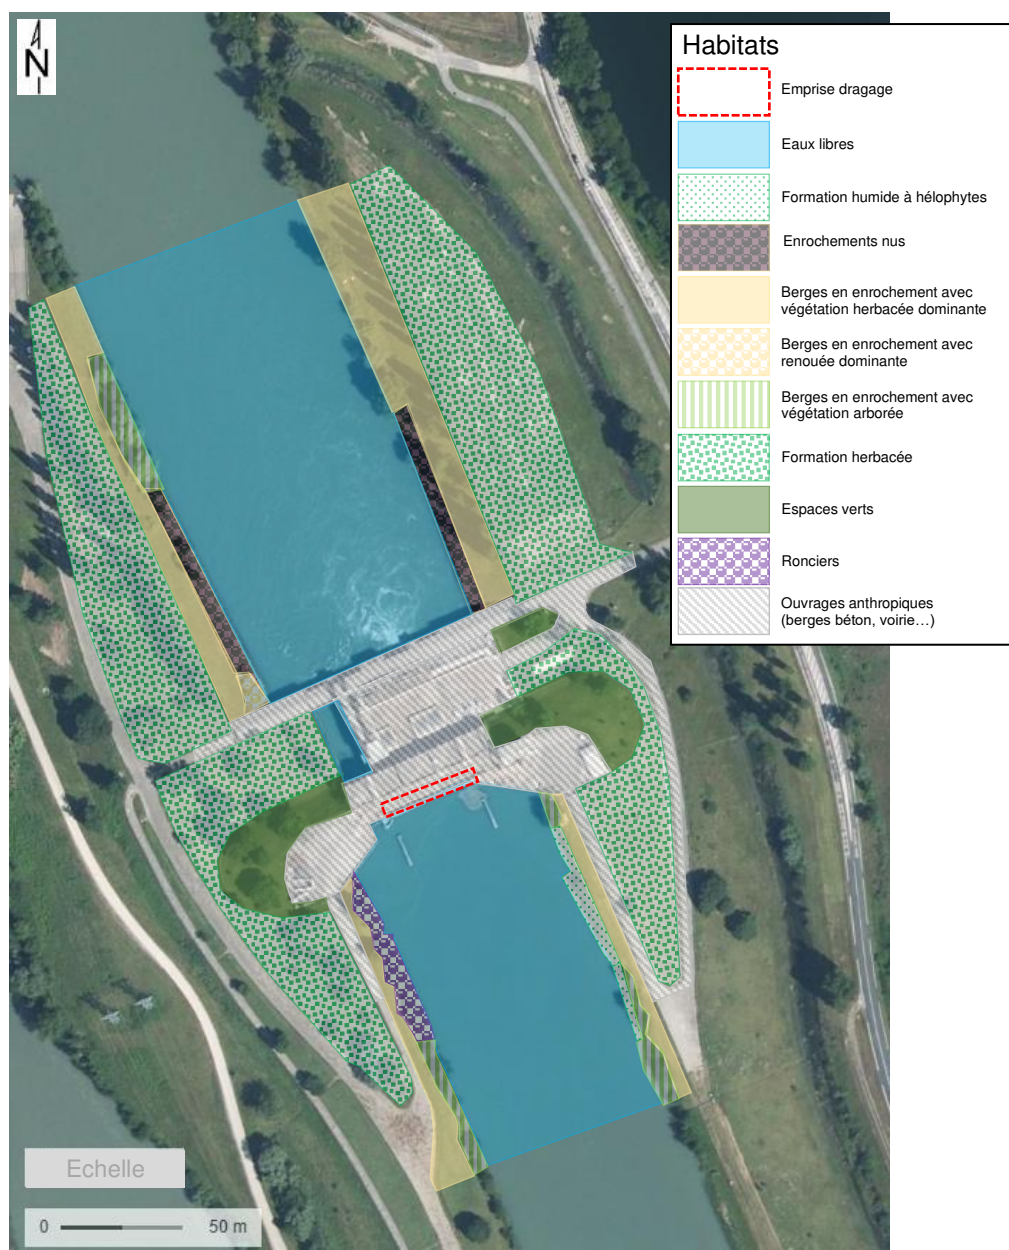 N
Habitats
Emprise dragage
Eaux libres
Formation humide à hélophytes
Enrochements nus
Berges en enrochement avec
végétation herbacée dominante
Berges en enrochement avec
renouée dominante
Berges en enrochement avec
végétation arborée
Formation herbacée
Espaces verts
Ronciers
Ouvrages anthropiques
(berges béton, voirie…)
Echelle
0 50 m